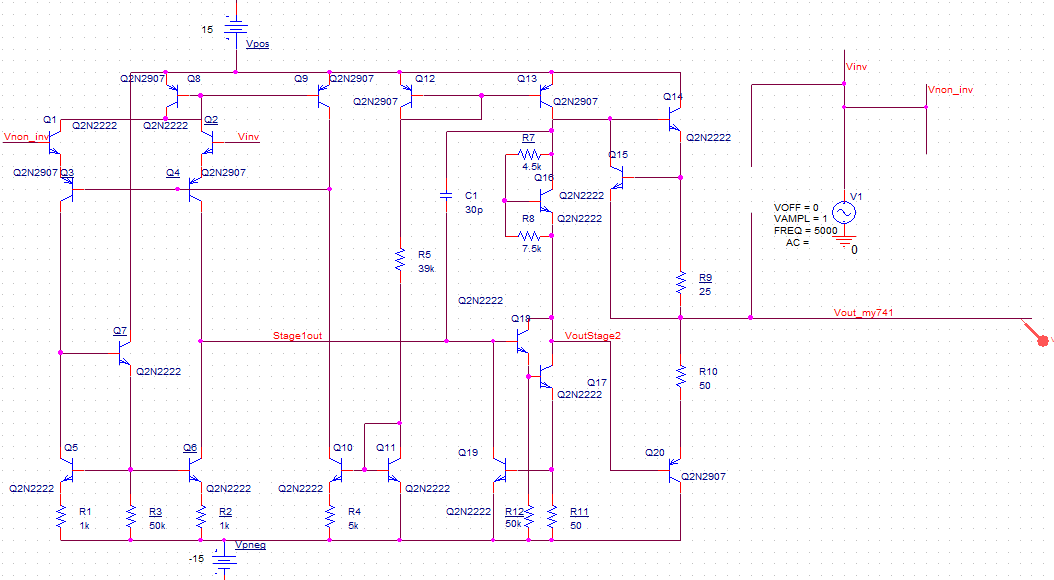 15
Vpos
Q2N2907 Q8 Q9 Q2N2907 Q12 Q13
Q2N2907 Q2N2907
Q14
Q1 Q2N2222 Q2N2222 Q2
Vnon_inv Vinv
Q2N2222
R7
4.5k
Q15
Q2N2907 Q3 Q4 Q2N2907 Q16
C1
30p
Q2N2222
Q2N2222
R8
7.5k
R5
39k
R9
25
Q2N2222
Q18
Vout_my741
Q7
Stage1out VoutStage2
Q2N2222
R10
50
Q17
Q2N2222
Q5 Q6 Q10 Q11 Q19 Q20
Q2N2907
Q2N2222 Q2N2222 Q2N2222 Q2N2222
R1
1k
R3
50k
R2
1k
R4
5k
Q2N2222
R12
50k
R11
50
-15
Vpneg
Vinv
Vnon_inv
V1
VOFF = 0
VAMPL = 1
FREQ = 5000
AC =
0
V